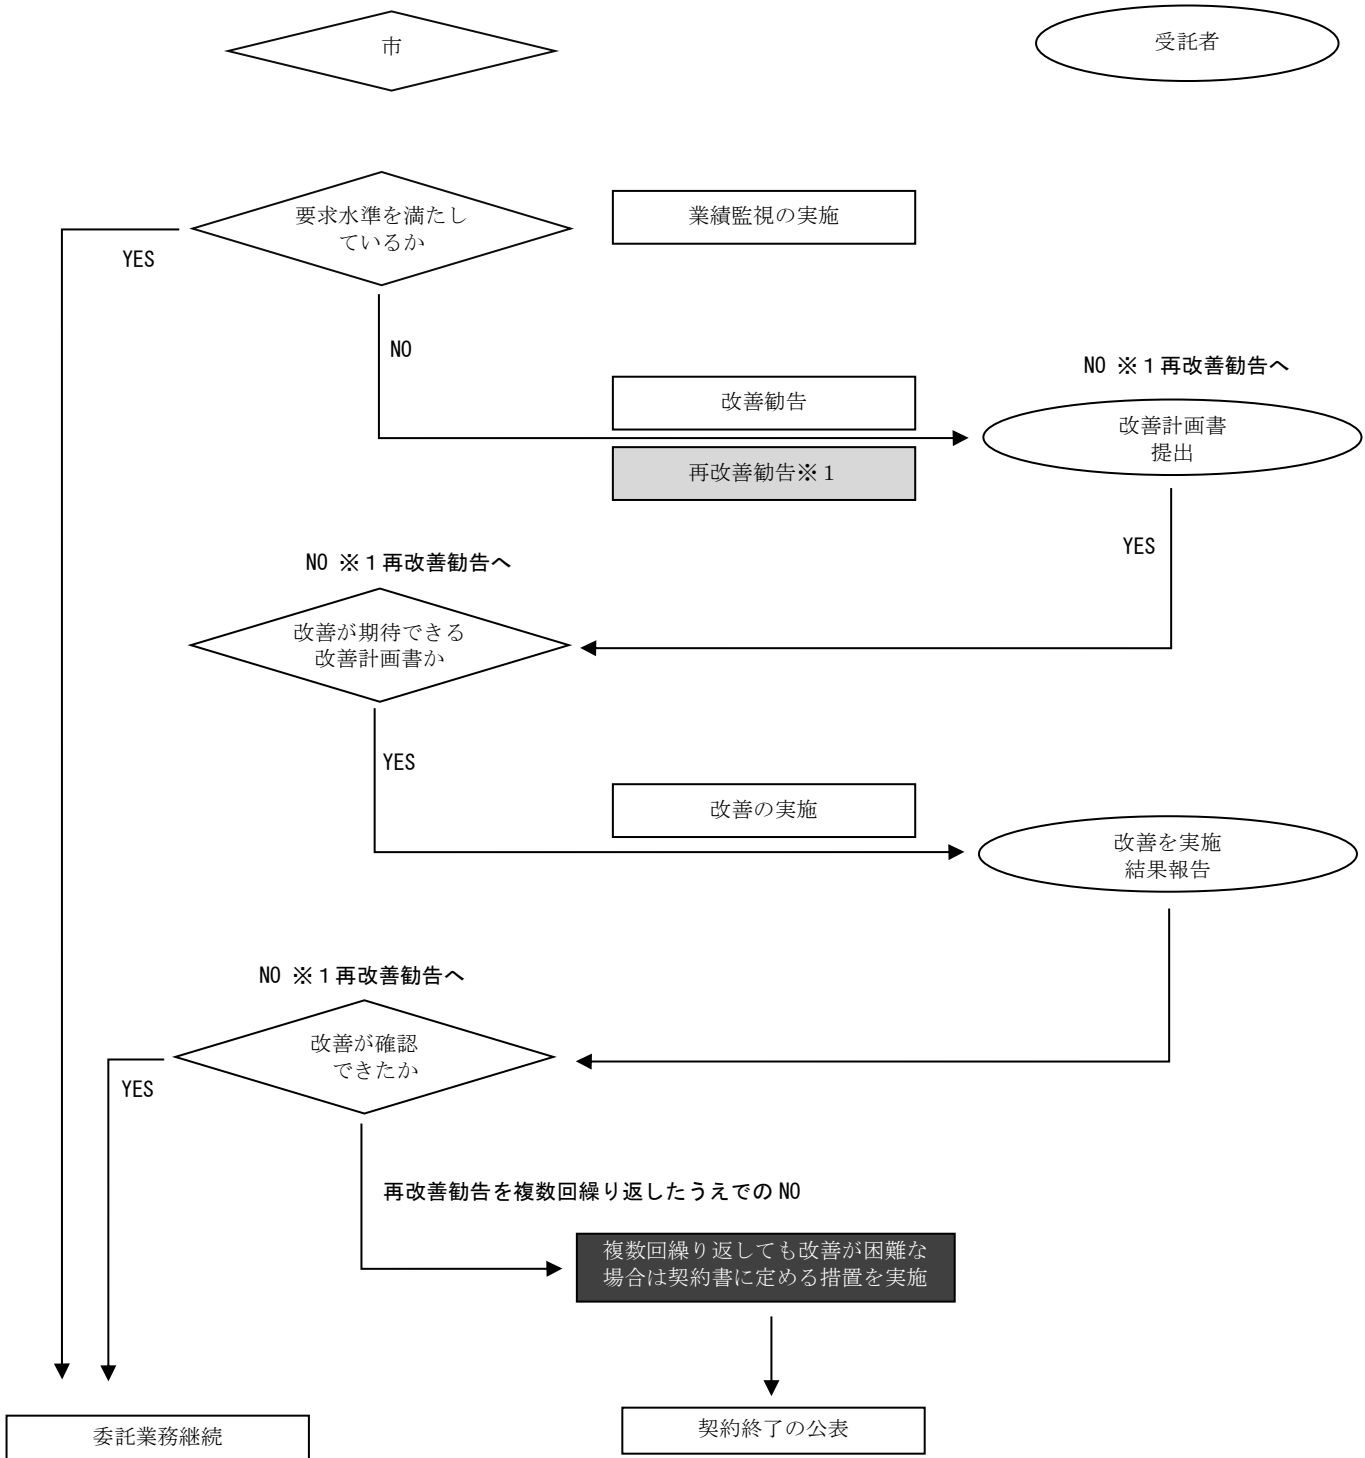 市
受託者
要求水準を満たし
ているか
業績監視の実施
YES
NO
NO ※１再改善勧告へ
改善勧告
改善計画書
提出
再改善勧告※１
YES
NO ※１再改善勧告へ
改善が期待できる
改善計画書か
YES
改善の実施
改善を実施
結果報告
NO ※１再改善勧告へ
改善が確認
できたか
YES
再改善勧告を複数回繰り返したうえでの NO
複数回繰り返しても改善が困難な
場合は契約書に定める措置を実施
契約終了の公表
委託業務継続